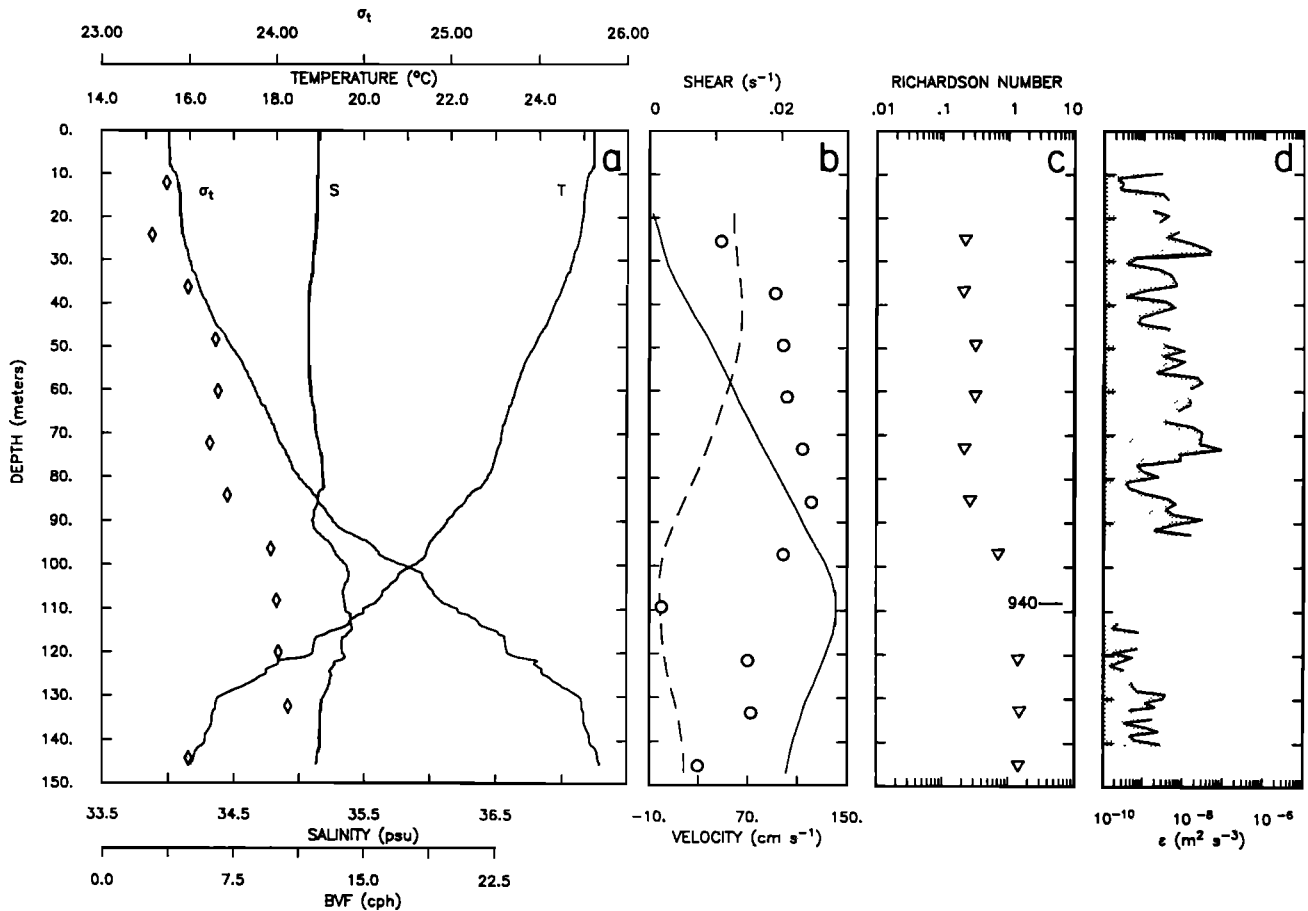 σt
23.00 24.00 25.00 26.00
TEMPERATURE (°C)
14.0 16.0 18.0 20.0 22.0 24.0
SHEAR (s⁻¹)
0 .02
RICHARDSON NUMBER
.01 .1 1 10
DEPTH (meters)
0.
10.
20.
30.
40.
50.
60.
70.
80.
90.
100.
110.
120.
130.
140.
150.
a
σt
S
T
b
c
940
d
33.5 34.5 35.5 36.5
SALINITY (psu)
0.0 7.5 15.0 22.5
BVF (cph)
-10. 70. 150.
VELOCITY (cm s⁻¹)
10⁻¹⁰ 10⁻⁸ 10⁻⁶
ε (m² s⁻³)